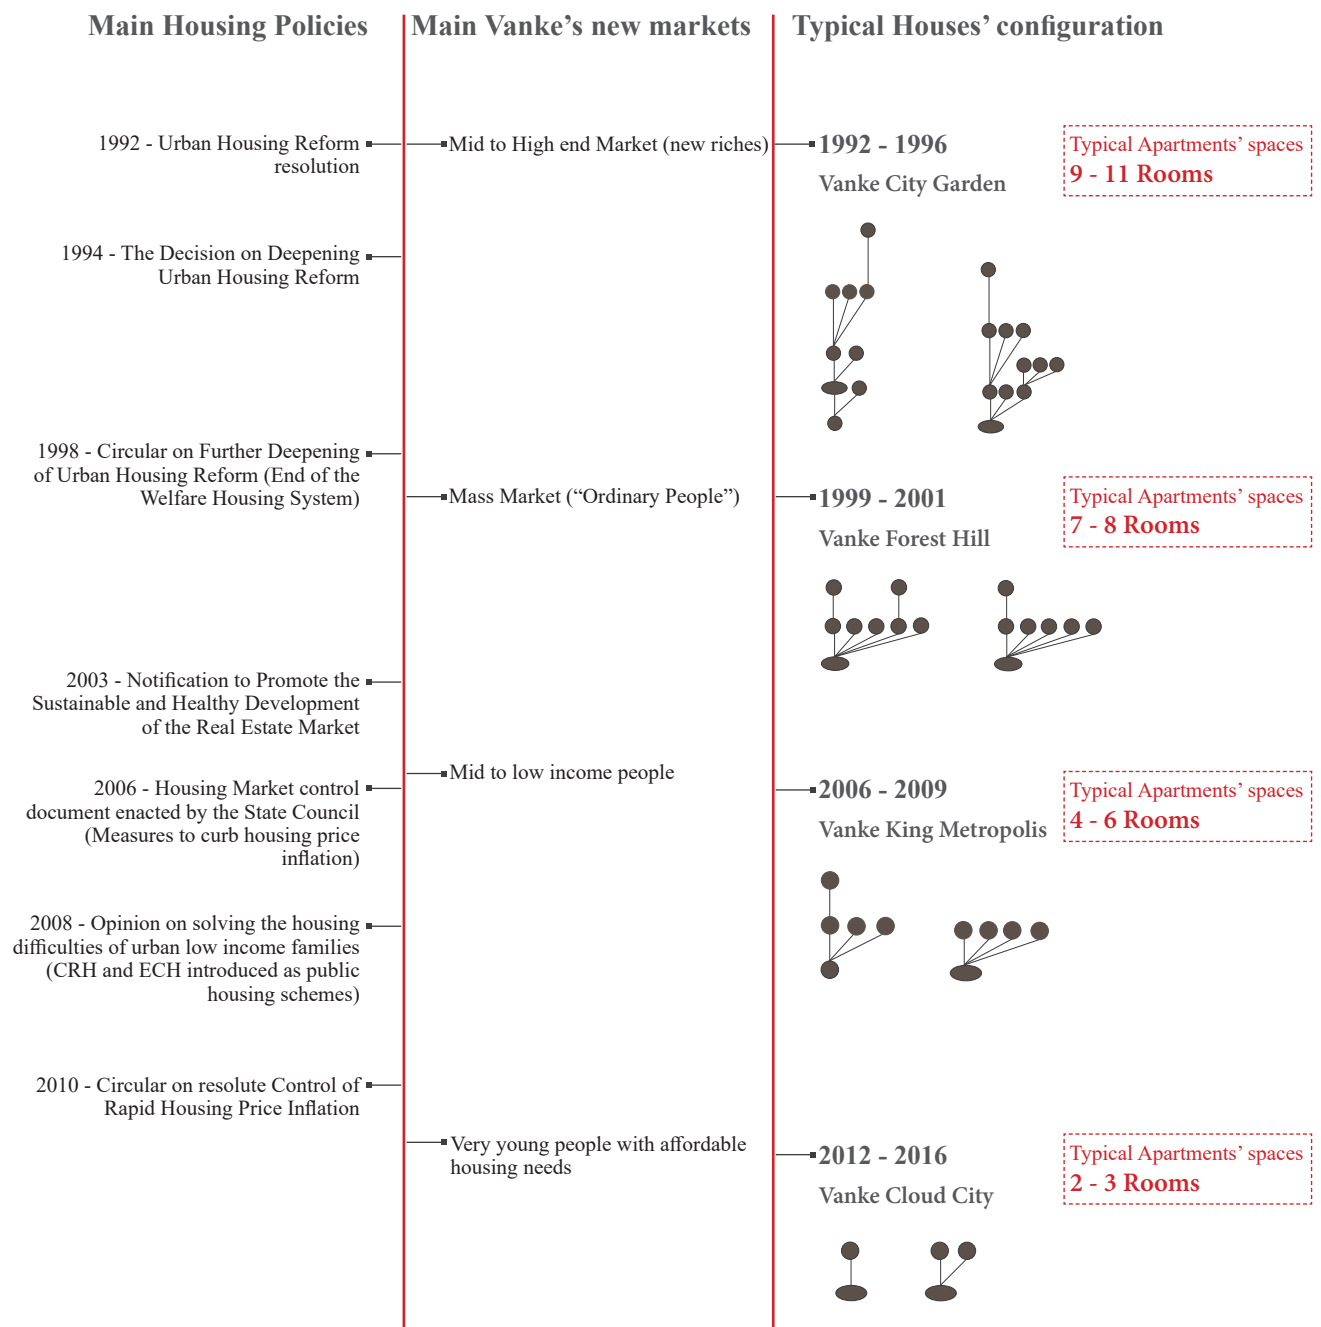 Main Housing Policies
Main Vanke’s new markets
Typical Houses’ configuration
1992 - Urban Housing Reform
resolution
1994 - The Decision on Deepening
Urban Housing Reform
1998 - Circular on Further Deepening
of Urban Housing Reform (End of the
Welfare Housing System)
2003 - Notification to Promote the
Sustainable and Healthy Development
of the Real Estate Market
2006 - Housing Market control
document enacted by the State Council
(Measures to curb housing price
inflation)
2008 - Opinion on solving the housing
difficulties of urban low income families
(CRH and ECH introduced as public
housing schemes)
2010 - Circular on resolute Control of
Rapid Housing Price Inflation
Mid to High end Market (new riches)
Mass Market (“Ordinary People”)
Mid to low income people
Very young people with affordable
housing needs
1992 - 1996
Vanke City Garden
Typical Apartments’ spaces
9 - 11 Rooms
1999 - 2001
Vanke Forest Hill
Typical Apartments’ spaces
7 - 8 Rooms
2006 - 2009
Vanke King Metropolis
Typical Apartments’ spaces
4 - 6 Rooms
2012 - 2016
Vanke Cloud City
Typical Apartments’ spaces
2 - 3 Rooms